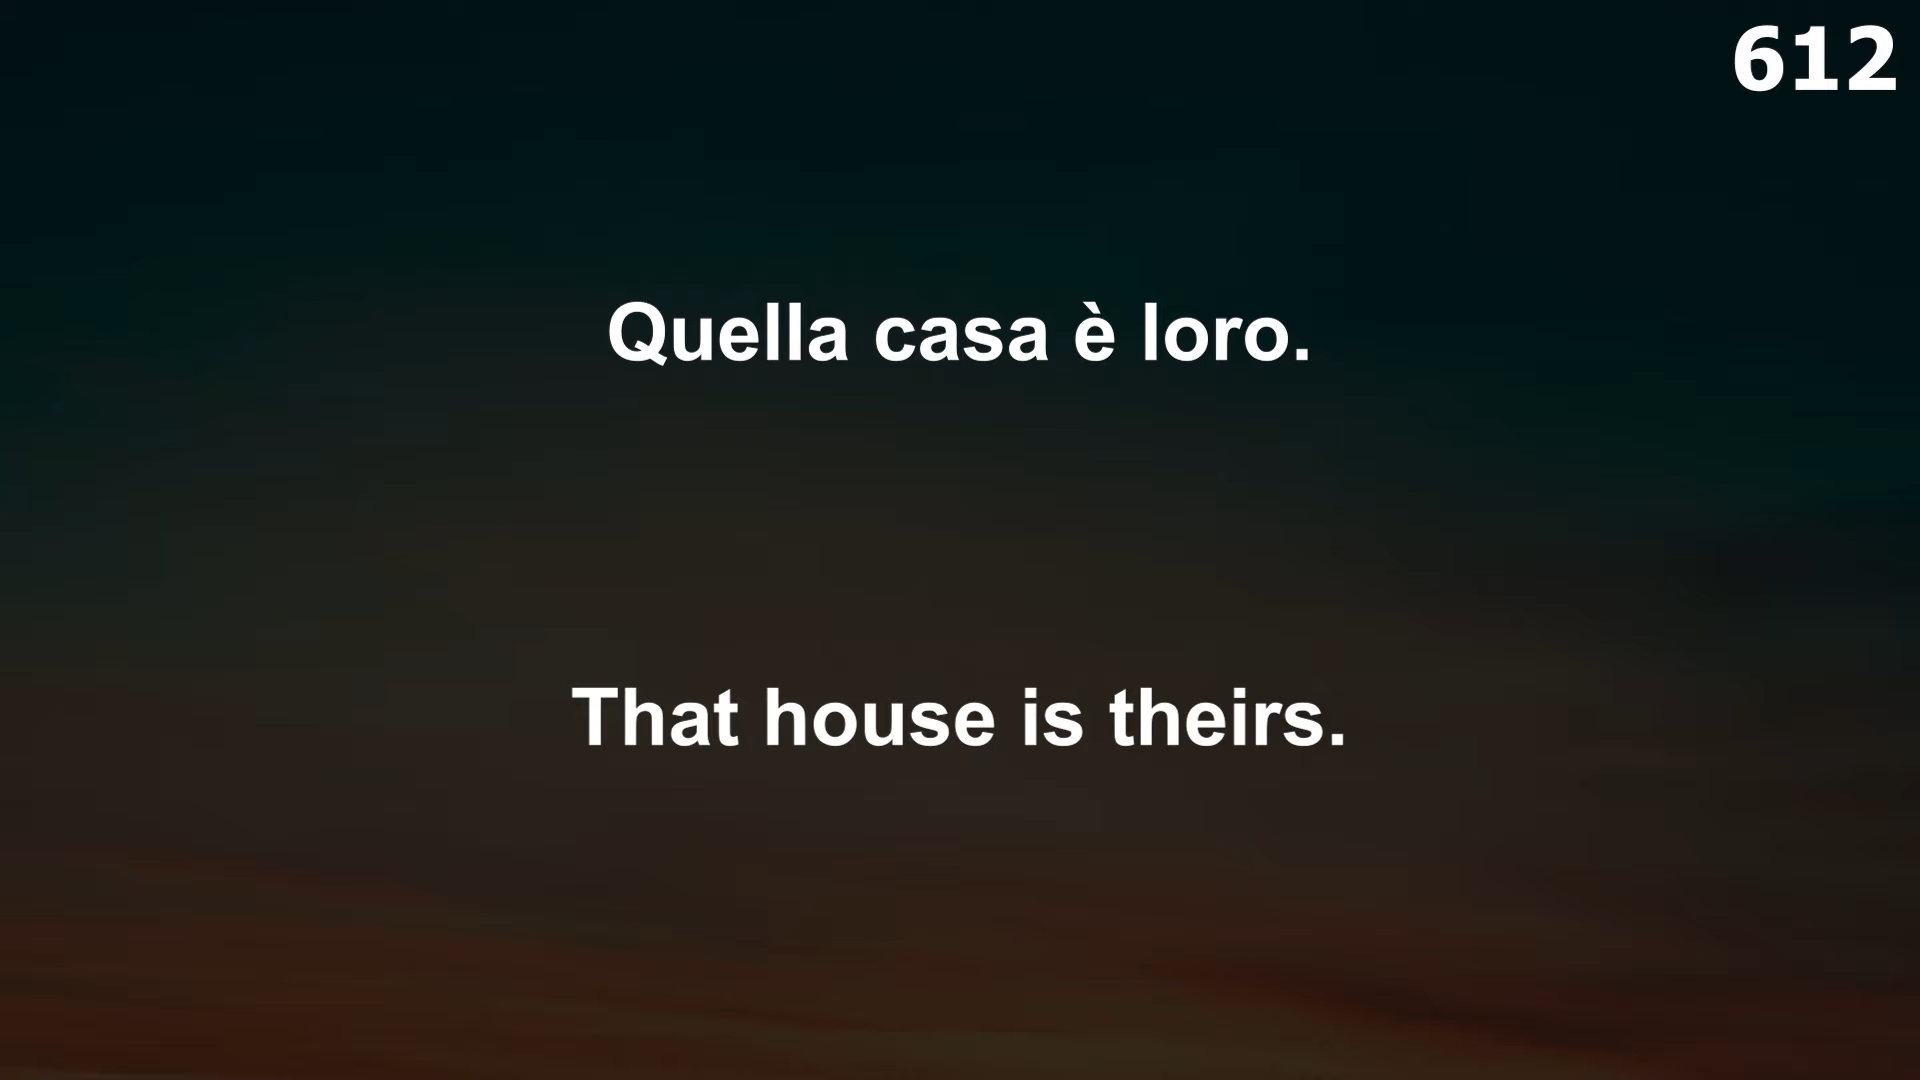 612
Quella casa è loro.
That house is theirs.